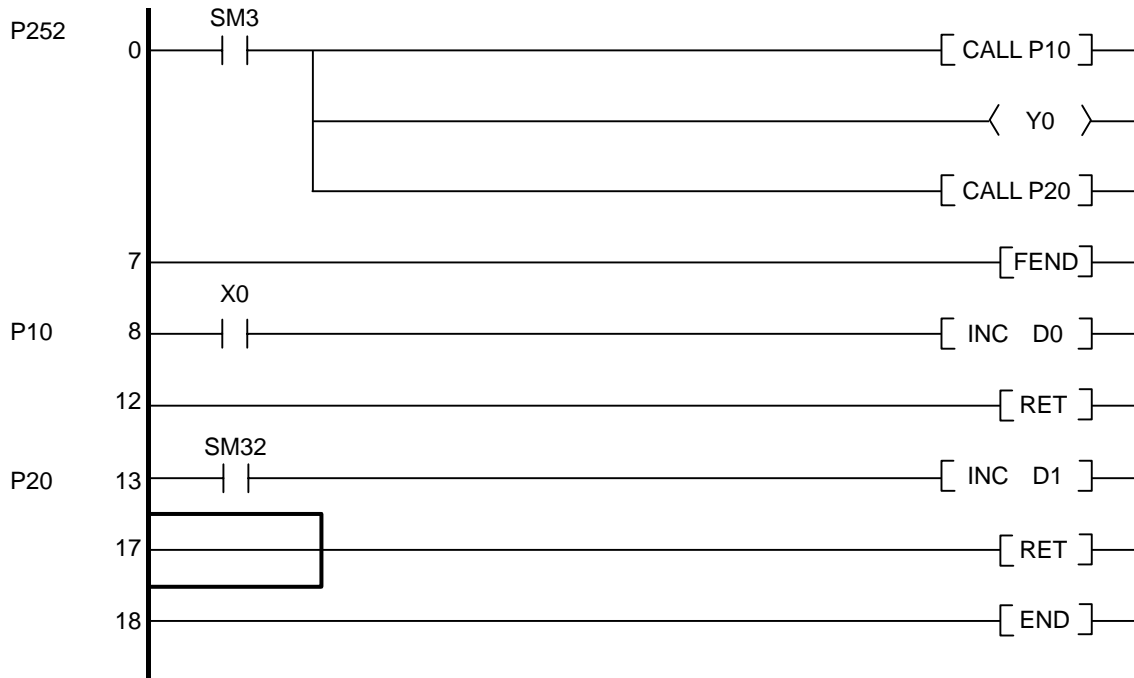 SM3
P252 0 CALL P10
Y0
CALL P20
7 FEND
X0
P10 8 INC D0
12 RET
SM32
P20 13 INC D1
17 RET
18 END